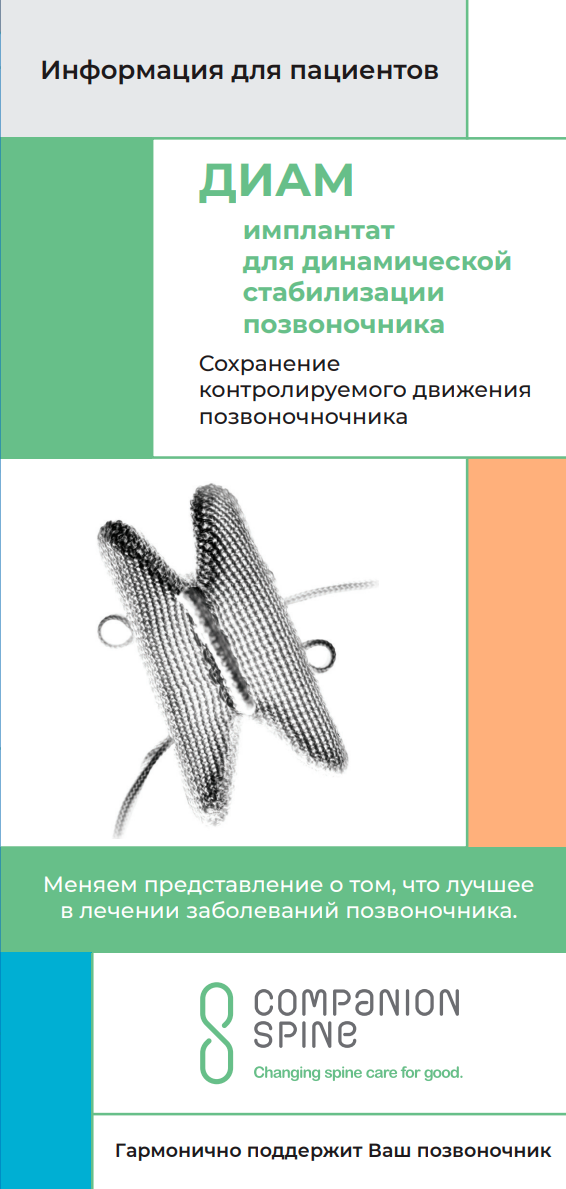 Информация для пациентов
ДИАМ
имплантат
для динамической
стабилизации
позвоночника
Сохранение
контролируемого движения
позвоночночника
Меняем представление о том, что лучшее
в лечении заболеваний позвоночника.
COMPANION
SPINE
Changing spine care for good.
Гармонично поддержит Ваш позвоночник